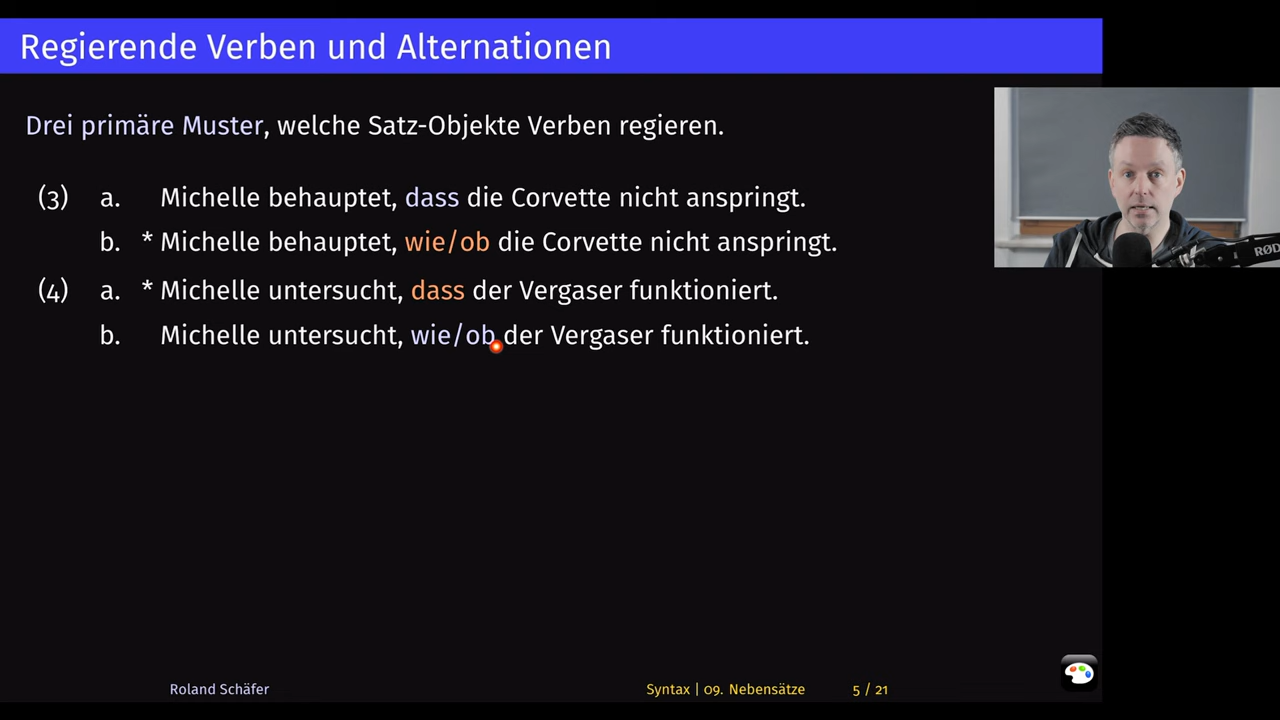 Regierende Verben und Alternationen
Drei primäre Muster, welche Satz-Objekte Verben regieren.
(3) a. Michelle behauptet, dass die Corvette nicht anspringt.
b. * Michelle behauptet, wie/ob die Corvette nicht anspringt.
(4) a. * Michelle untersucht, dass der Vergaser funktioniert.
b. Michelle untersucht, wie/ob der Vergaser funktioniert.
RØD
Roland Schäfer Syntax | 09. Nebensätze 5 / 21